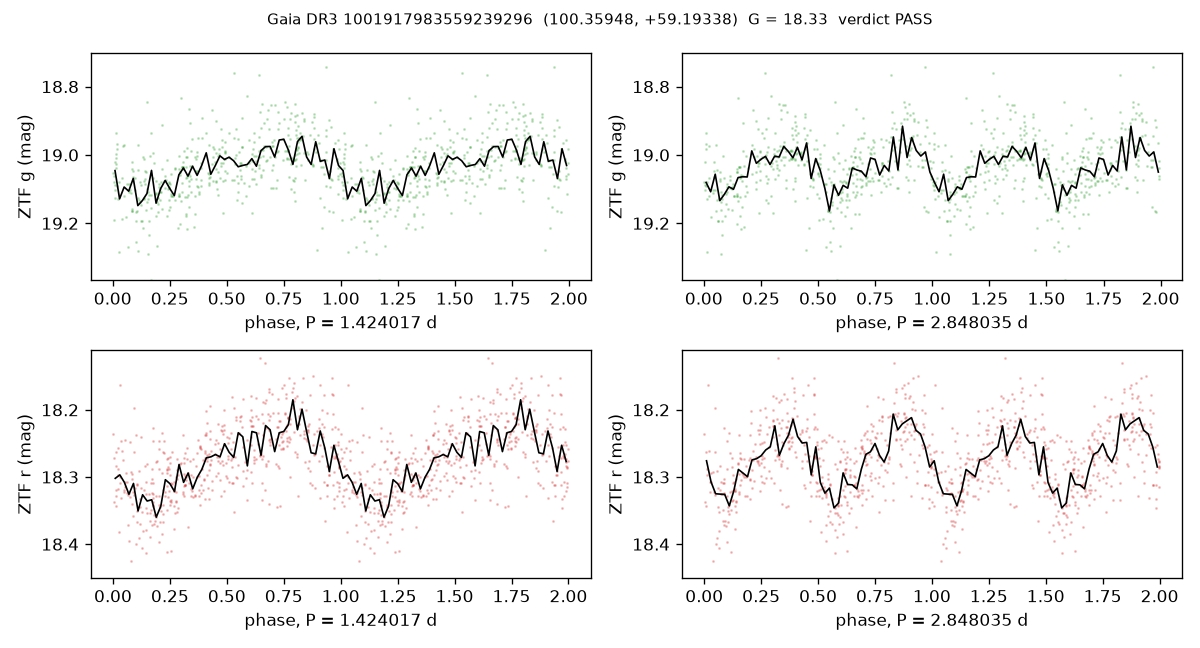 Gaia DR3 1001917983559239296  (100.35948, +59.19338)  G = 18.33  verdict PASS
ZTF g (mag)
18.8
19.0
19.2
0.00 0.25 0.50 0.75 1.00 1.25 1.50 1.75 2.00
phase, P = 1.424017 d
ZTF g (mag)
18.8
19.0
19.2
0.00 0.25 0.50 0.75 1.00 1.25 1.50 1.75 2.00
phase, P = 2.848035 d
ZTF r (mag)
18.2
18.3
18.4
0.00 0.25 0.50 0.75 1.00 1.25 1.50 1.75 2.00
phase, P = 1.424017 d
ZTF r (mag)
18.2
18.3
18.4
0.00 0.25 0.50 0.75 1.00 1.25 1.50 1.75 2.00
phase, P = 2.848035 d